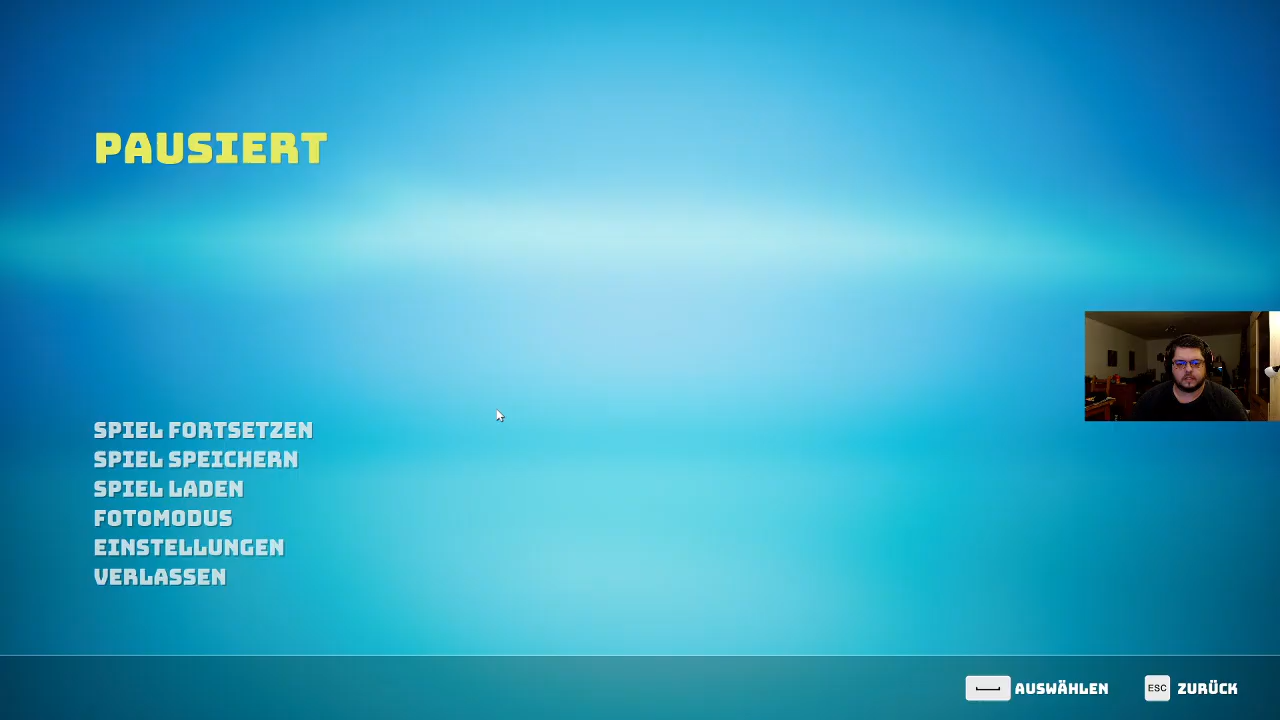 PAUSIERT
SPIEL FORTSETZEN
SPIEL SPEICHERN
SPIEL LADEN
FOTOMODUS
EINSTELLUNGEN
VERLASSEN
AUSWÄHLEN
ESC ZURÜCK